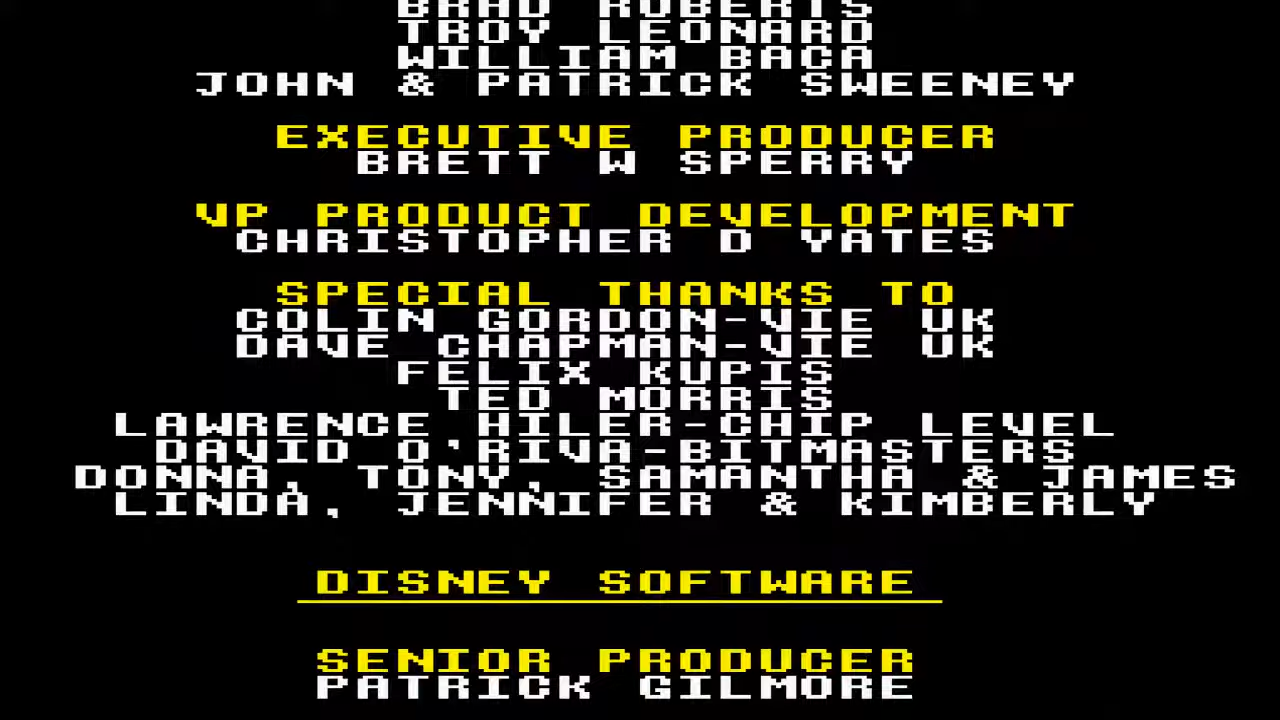 BRAD ROBERTS
TROY LEONARD
WILLIAM BACA
JOHN & PATRICK SWEENEY
EXECUTIVE PRODUCER
BRETT W SPERRY
VP PRODUCT DEVELOPMENT
CHRISTOPHER D YATES
SPECIAL THANKS TO
COLIN GORDON-VIE UK
DAVE CHAPMAN-VIE UK
FELIX KUPIS
TED MORRIS
LAWRENCE HILER-CHIP LEVEL
DAVID O'RIVA-BITMASTERS
DONNA, TONY, SAMANTHA & JAMES
LINDA, JENNIFER & KIMBERLY
DISNEY SOFTWARE
SENIOR PRODUCER
PATRICK GILMORE